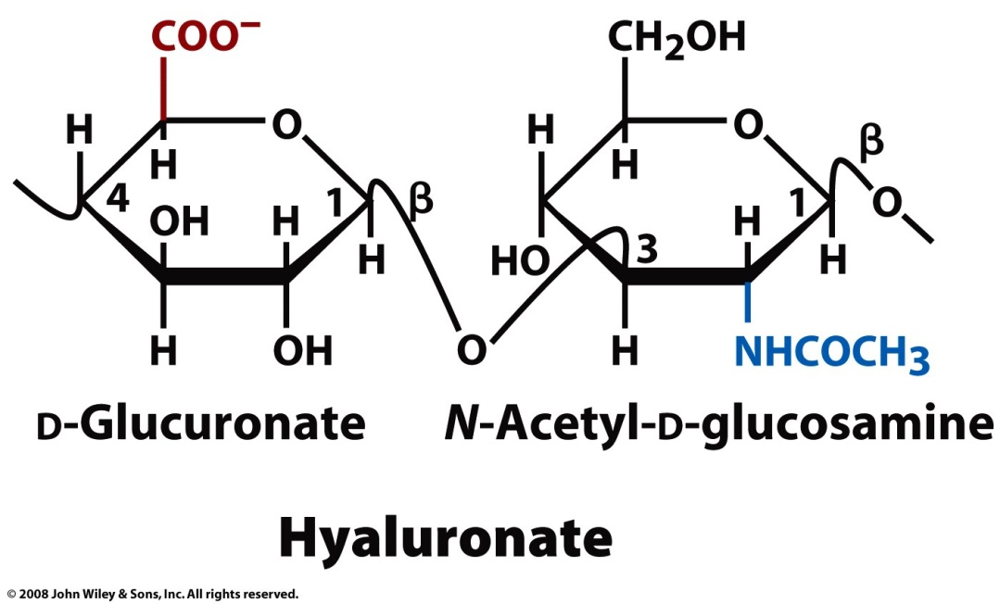 COO⁻ CH₂OH
H O H O β
H H
4 OH H 1 β H 1 O
H HO 3 H
H OH O H NHCOCH₃
D-Glucuronate N-Acetyl-D-glucosamine
Hyaluronate
© 2008 John Wiley & Sons, Inc. All rights reserved.